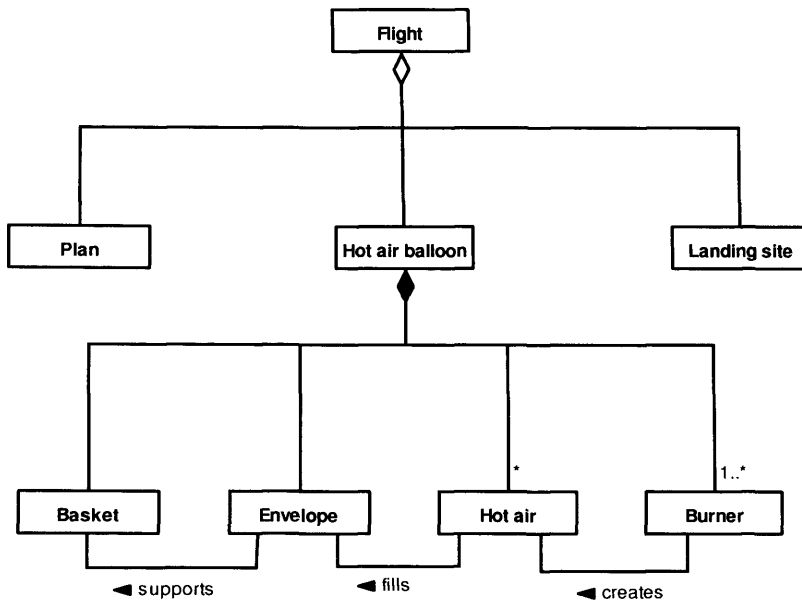 Flight
Plan
Hot air balloon
Landing site
*
1..*
Basket
Envelope
Hot air
Burner
supports
fills
creates